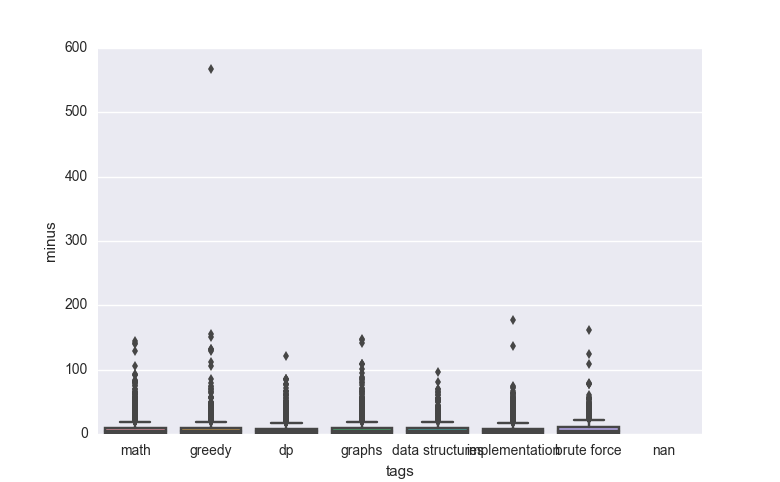 600
500
400
300
200
100
0
minus
math greedy dp graphs data structures implementation brute force nan
tags